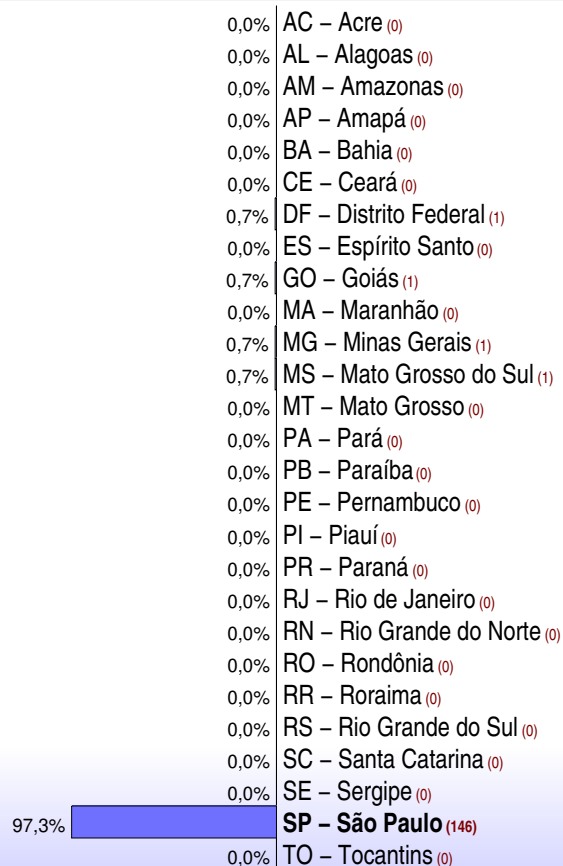 0,0% AC – Acre (0)
0,0% AL – Alagoas (0)
0,0% AM – Amazonas (0)
0,0% AP – Amapá (0)
0,0% BA – Bahia (0)
0,0% CE – Ceará (0)
0,7% DF – Distrito Federal (1)
0,0% ES – Espírito Santo (0)
0,7% GO – Goiás (1)
0,0% MA – Maranhão (0)
0,7% MG – Minas Gerais (1)
0,7% MS – Mato Grosso do Sul (1)
0,0% MT – Mato Grosso (0)
0,0% PA – Pará (0)
0,0% PB – Paraíba (0)
0,0% PE – Pernambuco (0)
0,0% PI – Piauí (0)
0,0% PR – Paraná (0)
0,0% RJ – Rio de Janeiro (0)
0,0% RN – Rio Grande do Norte (0)
0,0% RO – Rondônia (0)
0,0% RR – Roraima (0)
0,0% RS – Rio Grande do Sul (0)
0,0% SC – Santa Catarina (0)
0,0% SE – Sergipe (0)
97,3% SP – São Paulo (146)
0,0% TO – Tocantins (0)